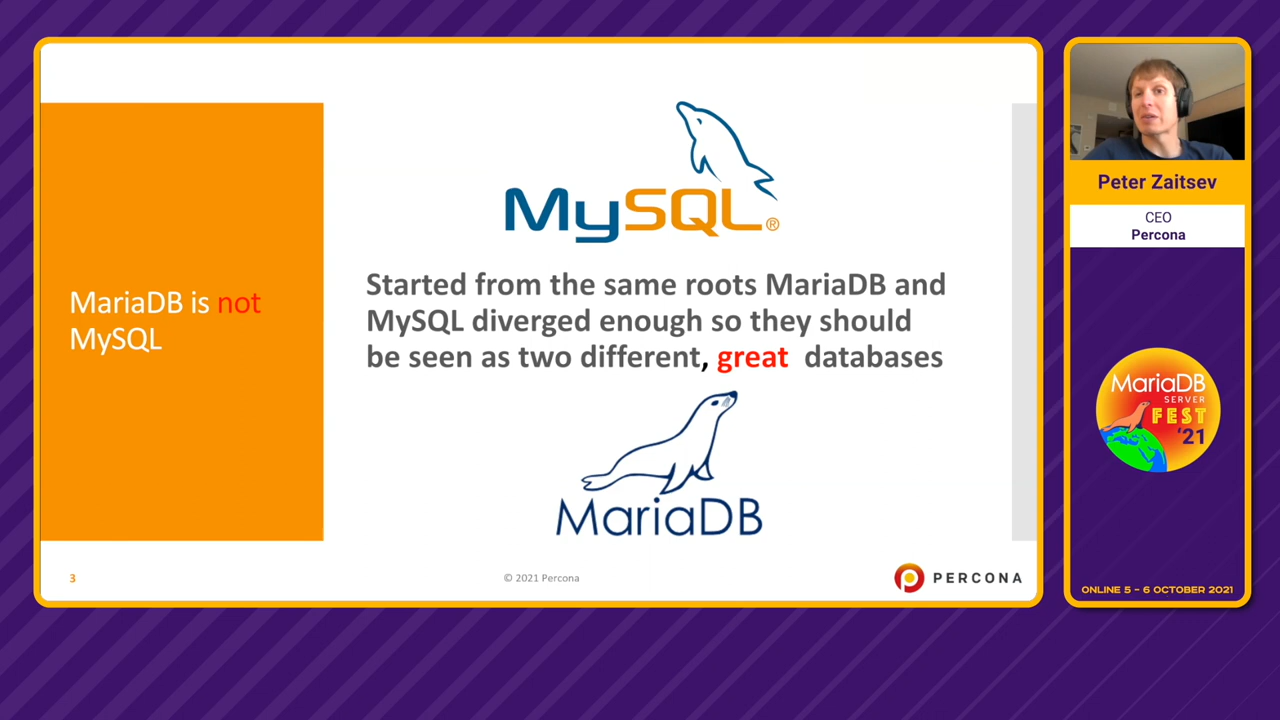 MariaDB is not
MySQL
MySQL®
Started from the same roots MariaDB and
MySQL diverged enough so they should
be seen as two different, great databases
MariaDB
3
© 2021 Percona
PERCONA
Peter Zaitsev
CEO
Percona
MariaDB
SERVER
FEST
'21
ONLINE 5 – 6 OCTOBER 2021